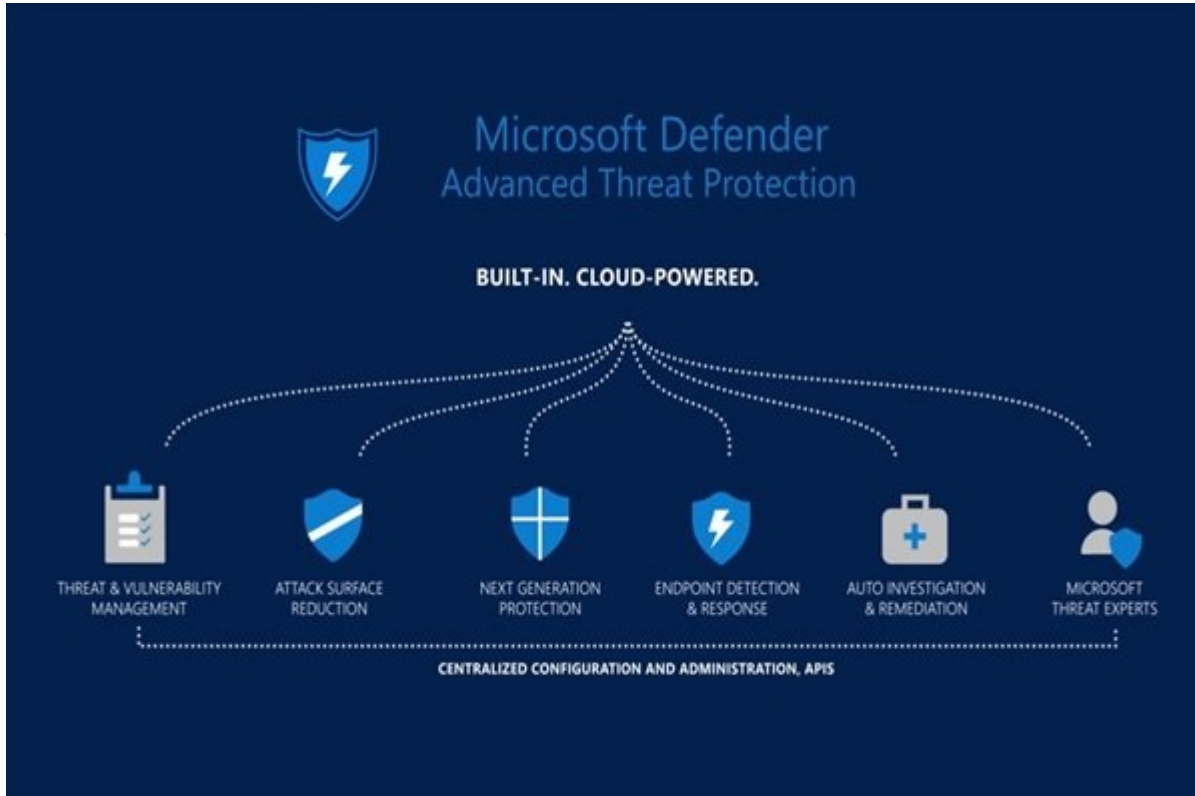 Microsoft Defender
Advanced Threat Protection
BUILT-IN. CLOUD-POWERED.
THREAT & VULNERABILITY
MANAGEMENT
ATTACK SURFACE
REDUCTION
NEXT GENERATION
PROTECTION
ENDPOINT DETECTION
& RESPONSE
AUTO INVESTIGATION
& REMEDIATION
MICROSOFT
THREAT EXPERTS
CENTRALIZED CONFIGURATION AND ADMINISTRATION, APIS